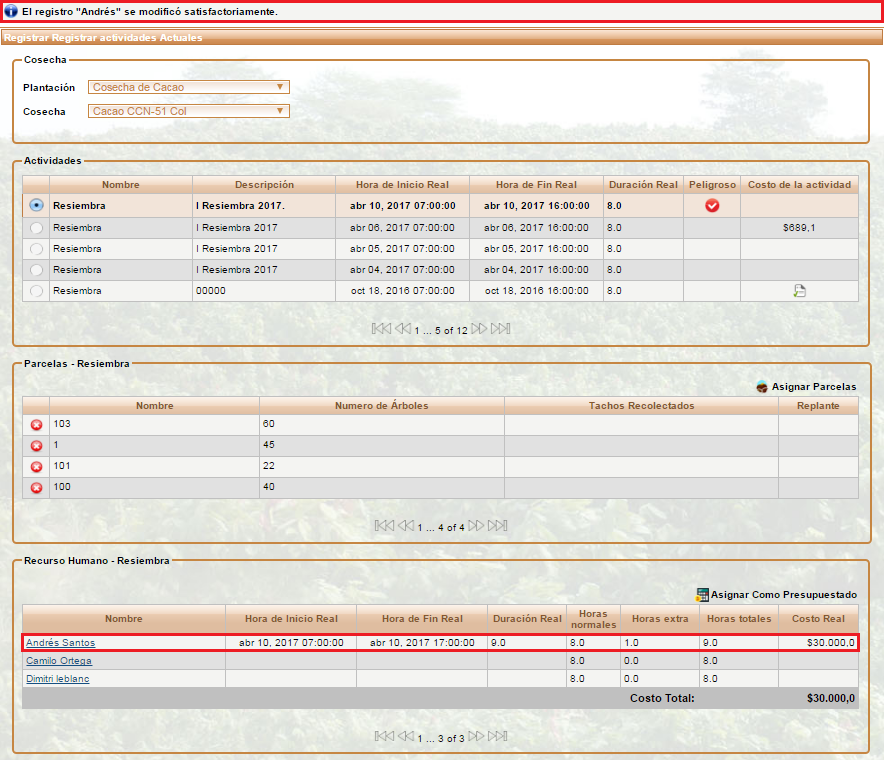 El registro "Andrés" se modificó satisfactoriamente.
Registrar Registrar actividades Actuales
Cosecha
Plantación Cosecha de Cacao
Cosecha Cacao CCN-51 Col
Actividades
Nombre Descripción Hora de Inicio Real Hora de Fin Real Duración Real Peligroso Costo de la actividad
Resiembra I Resiembra 2017. abr 10, 2017 07:00:00 abr 10, 2017 16:00:00 8.0
Resiembra I Resiembra 2017 abr 06, 2017 07:00:00 abr 06, 2017 16:00:00 8.0 $689,1
Resiembra I Resiembra 2017 abr 05, 2017 07:00:00 abr 05, 2017 16:00:00 8.0
Resiembra I Resiembra 2017 abr 04, 2017 07:00:00 abr 04, 2017 16:00:00 8.0
Resiembra 00000 oct 18, 2016 07:00:00 oct 18, 2016 16:00:00 8.0
1 ... 5 of 12
Parcelas - Resiembra
Asignar Parcelas
Nombre Numero de Árboles Tachos Recolectados Replante
103 60
1 45
101 22
100 40
1 ... 4 of 4
Recurso Humano - Resiembra
Asignar Como Presupuestado
Nombre Hora de Inicio Real Hora de Fin Real Duración Real Horas normales Horas extra Horas totales Costo Real
Andrés Santos abr 10, 2017 07:00:00 abr 10, 2017 17:00:00 9.0 8.0 1.0 9.0 $30.000,0
Camilo Ortega 8.0 0.0 8.0
Dimitri leblanc 8.0 0.0 8.0
Costo Total: $30.000,0
1 ... 3 of 3